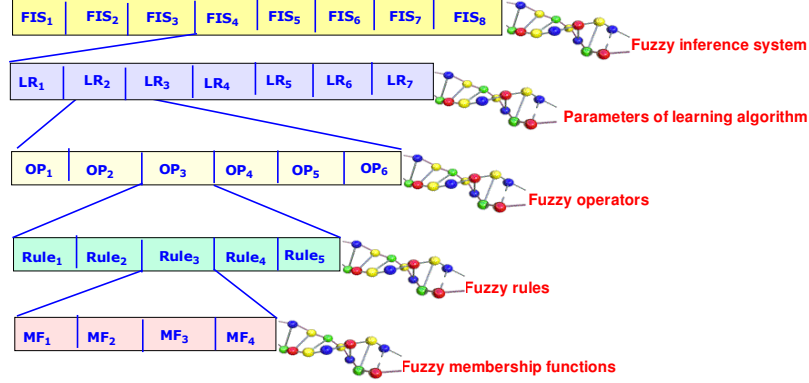 FIS₁ FIS₂ FIS₃ FIS₄ FIS₅ FIS₆ FIS₇ FIS₈
Fuzzy inference system
LR₁ LR₂ LR₃ LR₄ LR₅ LR₆ LR₇
Parameters of learning algorithm
OP₁ OP₂ OP₃ OP₄ OP₅ OP₆
Fuzzy operators
Rule₁ Rule₂ Rule₃ Rule₄ Rule₅
Fuzzy rules
MF₁ MF₂ MF₃ MF₄
Fuzzy membership functions